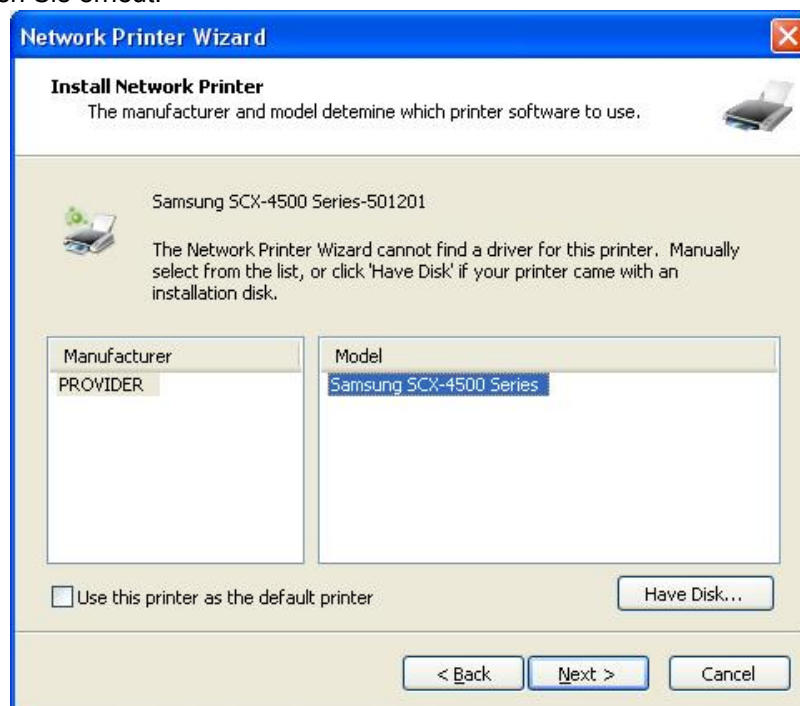 Network Printer Wizard
Install Network Printer
The manufacturer and model detemine which printer software to use.
Samsung SCX-4500 Series-501201
The Network Printer Wizard cannot find a driver for this printer. Manually
select from the list, or click 'Have Disk' if your printer came with an
installation disk.
Manufacturer
Model
PROVIDER
Samsung SCX-4500 Series
Use this printer as the default printer
Have Disk...
< Back
Next >
Cancel